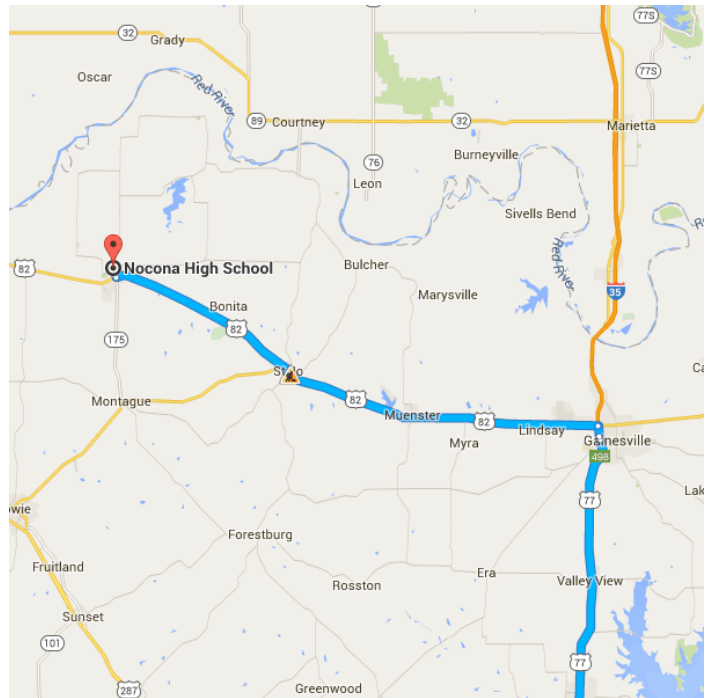 77S
32
Grady
Oscar
77S
Red River
89
Courtney
32
Marietta
76
Burneyville
Leon
Sivells Bend
82
Nocona High School
Bulcher
Red River
35
Marysville
Bonita
82
175
82
Montague
Muenster
82
Lindsay
Gainesville
Myra
498
77
Forestburg
Era
Fruitland
Rosston
Valley View
Sunset
101
77
287
Greenwood